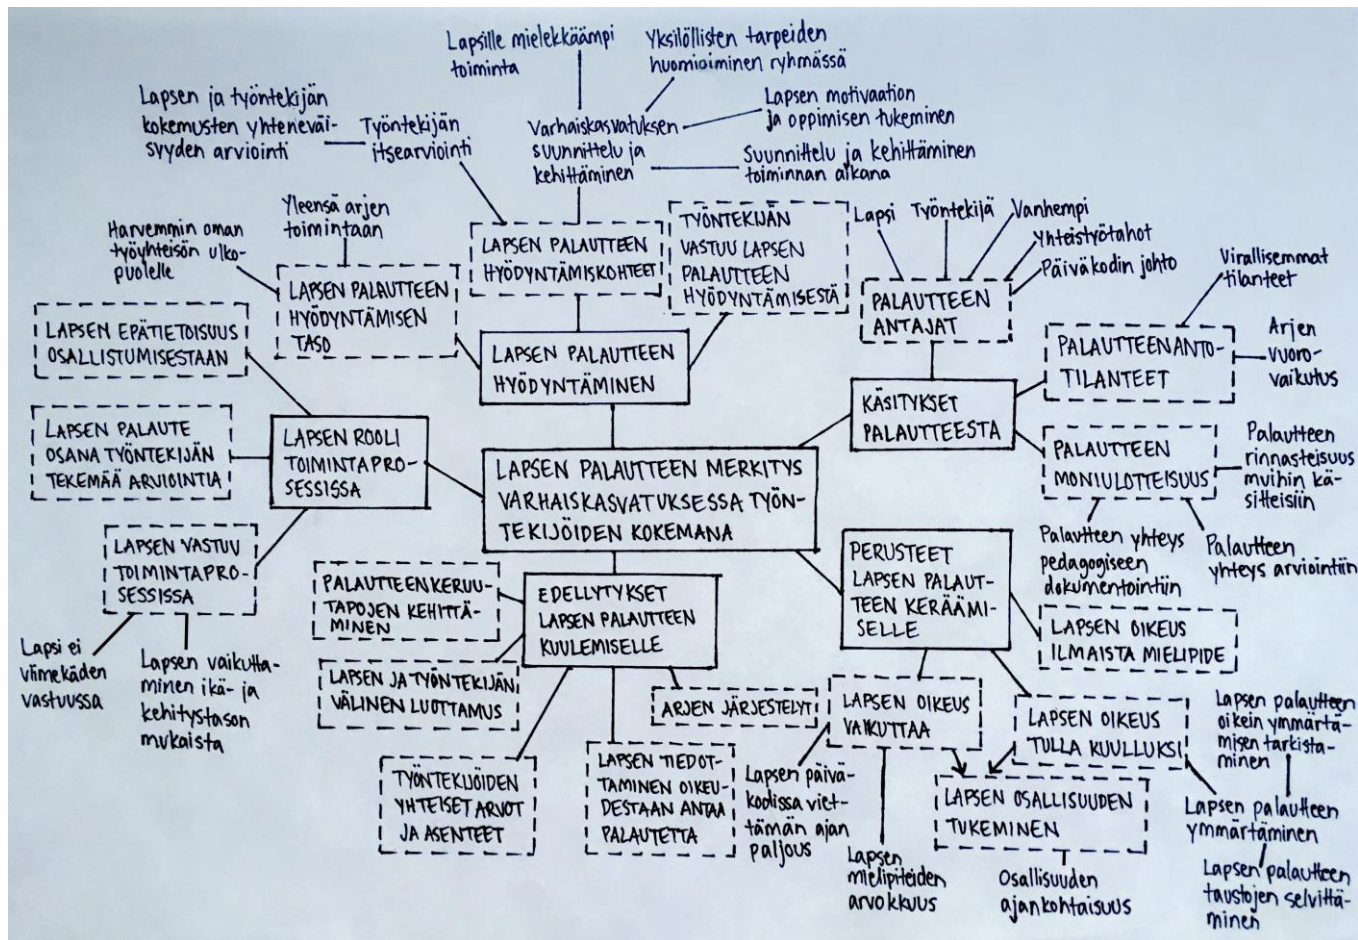 Lapsille mielekkäämpi
toiminta
Yksilöllisten tarpeiden
huomioiminen ryhmässä
Lapsen ja työntekijän
kokemusten yhteneväi-
syyden arviointi
Työntekijän
itsearviointi
Varhaiskasvatuksen
suunnittelu ja
kehittäminen
Lapsen motivaation
ja oppimisen tukeminen
Suunnittelu ja kehittäminen
toiminnan aikana
Harvemmin oman
työyhteisön ulko-
puolelle
Yleensä arjen
toimintaan
LAPSEN PALAUTTEEN
HYÖDYNTÄMISKOHTEET
TYÖNTEKIJÄN
VASTUU LAPSEN
PALAUTTEEN
HYÖDYNTÄMISESTÄ
Lapsi
Työntekijä
Vanhempi
Yhteistyötahot
Päiväkodin johto
Virallisemmat
tilanteet
LAPSEN PALAUTTEEN
HYÖDYNTÄMISEN
TASO
PALAUTTEEN
ANTAJAT
LAPSEN EPÄTIETOISUUS
OSALLISTUMISESTAAN
LAPSEN PALAUTTEEN
HYÖDYNTÄMINEN
PALAUTTEENANTO-
TILANTEET
Arjen
vuoro-
vaikutus
KÄSITYKSET
PALAUTTEESTA
LAPSEN PALAUTE
OSANA TYÖNTEKIJÄN
TEKEMÄÄ ARVIOINTIA
LAPSEN ROOLI
TOIMINTAPRO-
SESSISSA
LAPSEN PALAUTTEEN MERKITYS
VARHAISKASVATUKSESSA TYÖN-
TEKIJÖIDEN KOKEMANA
PALAUTTEEN
MONIULOTTEISUUS
Palautteen
rinnasteisuus
muihin kä-
sitteisiin
Palautteen yhteys
pedagogiseen
dokumentointiin
Palautteen
yhteys arviointiin
LAPSEN VASTUU
TOIMINTAPRO-
SESSISSA
PALAUTTEEN KERUU-
TAPOJEN KEHITTÄ-
MINEN
EDELLYTYKSET
LAPSEN PALAUTTEEN
KUULEMISELLE
PERUSTEET
LAPSEN PALAUT-
TEEN KERÄÄMI-
SELLE
LAPSEN OIKEUS
ILMAISTA MIELIPIDE
Lapsi ei
viimekäden
vastuussa
Lapsen vaikutta-
minen ikä- ja
kehitystason
mukaista
LAPSEN JA TYÖNTEKIJÄN
VÄLINEN LUOTTAMUS
ARJEN JÄRJESTELYT
LAPSEN OIKEUS
VAIKUTTAA
LAPSEN OIKEUS
TULLA KUULLUKSI
Lapsen palautteen
oikein ymmärtä-
misen tarkista-
minen
TYÖNTEKIJÖIDEN
YHTEISET ARVOT
JA ASENTEET
LAPSEN TIEDOT-
TAMINEN OIKEU-
DESTAAN ANTAA
PALAUTETTA
Lapsen päivä-
kodissa viet-
tämän ajan
paljous
LAPSEN OSALLISUUDEN
TUKEMINEN
Lapsen palautteen
ymmärtäminen
Lapsen
mielipiteiden
arvokkuus
Osallisuuden
ajankohtaisuus
Lapsen palautteen
taustojen selvittä-
minen